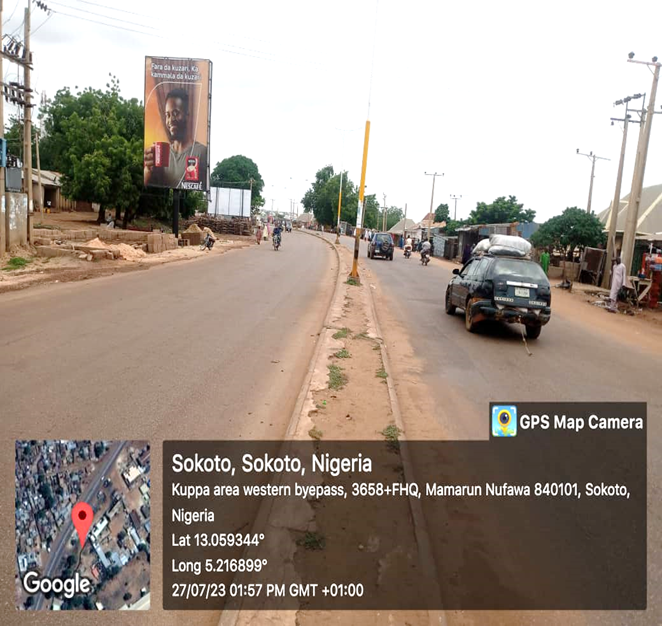 Fara da kuzari, Ka
kammala da kuzari
NESCAFÉ
GPS Map Camera
Sokoto, Sokoto, Nigeria
Kuppa area western byepass, 3658+FHQ, Mamarun Nufawa 840101, Sokoto,
Nigeria
Lat 13.059344°
Long 5.216899°
27/07/23 01:57 PM GMT +01:00
Google